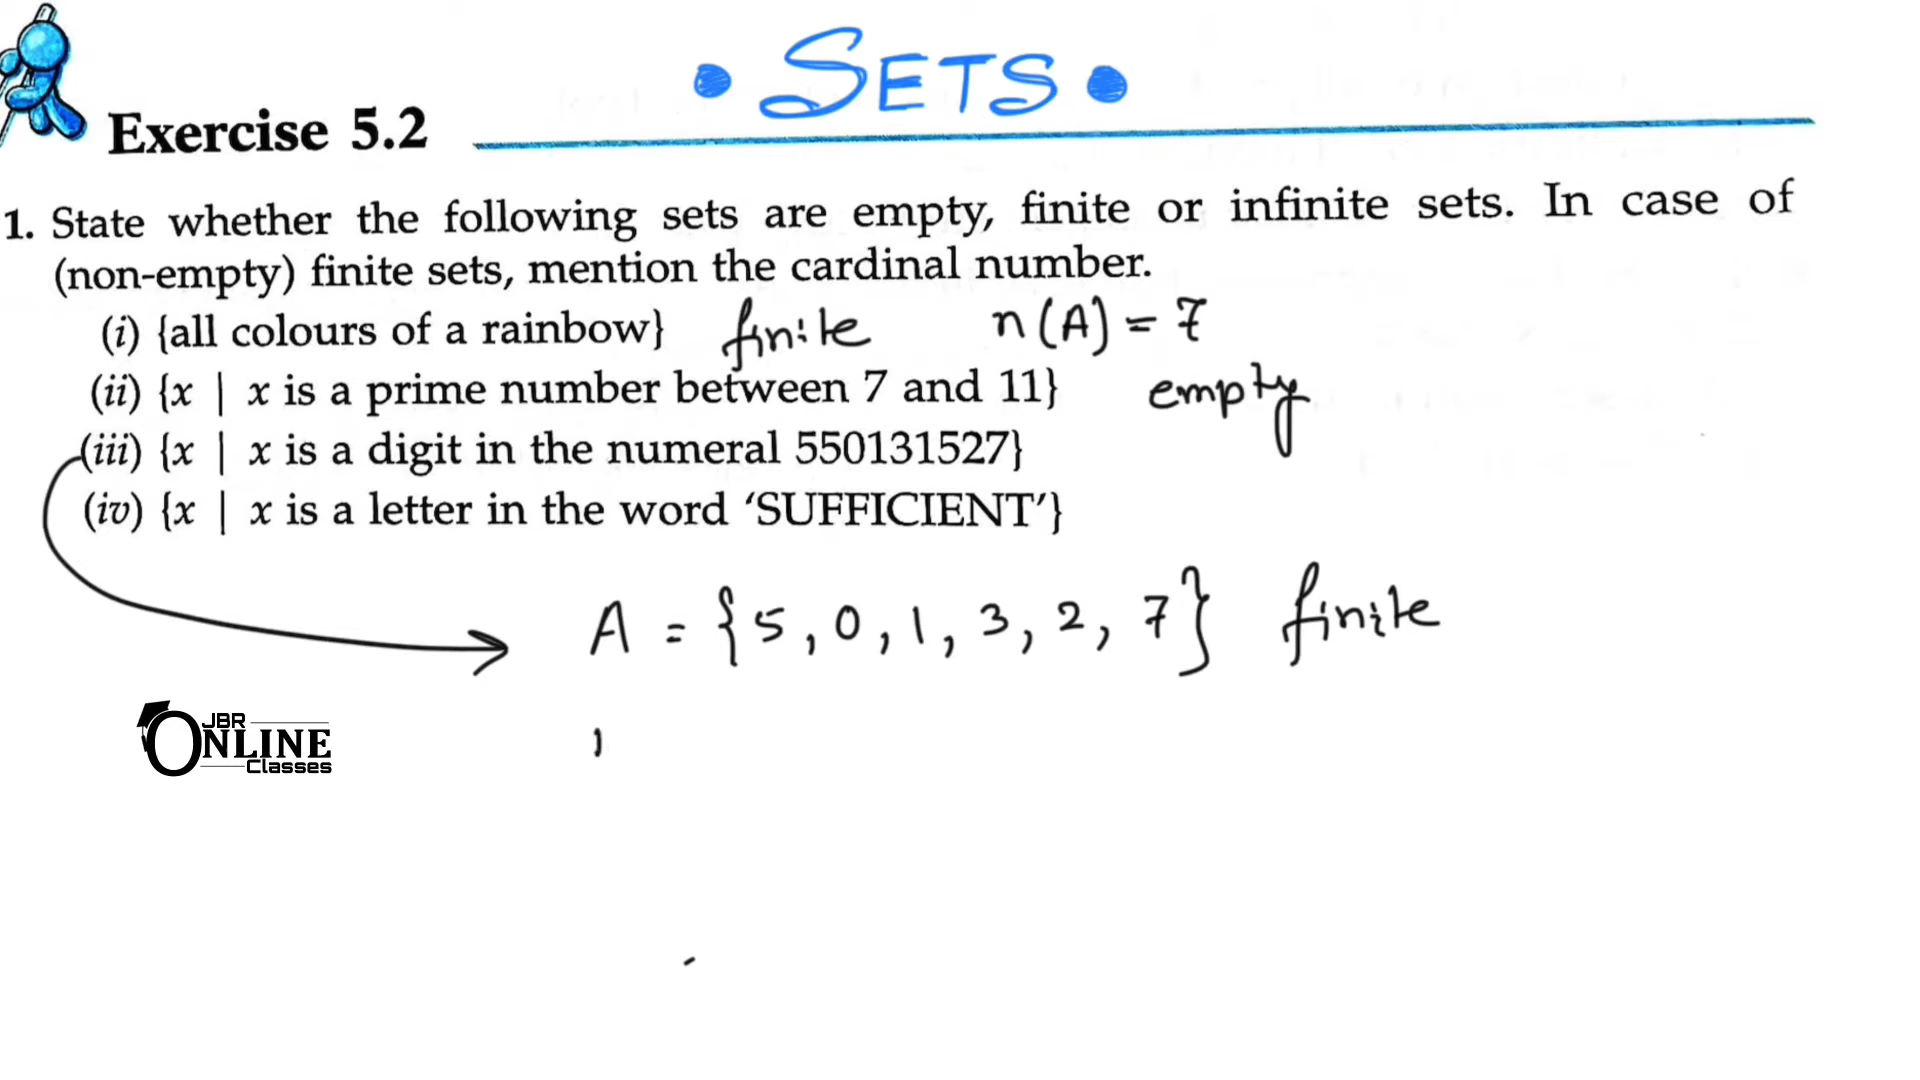 • SETS •
Exercise 5.2
1. State whether the following sets are empty, finite or infinite sets. In case of
(non-empty) finite sets, mention the cardinal number.
(i) {all colours of a rainbow} finite n(A) = 7
(ii) {x | x is a prime number between 7 and 11} empty
(iii) {x | x is a digit in the numeral 550131527}
(iv) {x | x is a letter in the word ‘SUFFICIENT’}
A = {5, 0, 1, 3, 2, 7} finite
JBR
ONLINE
Classes